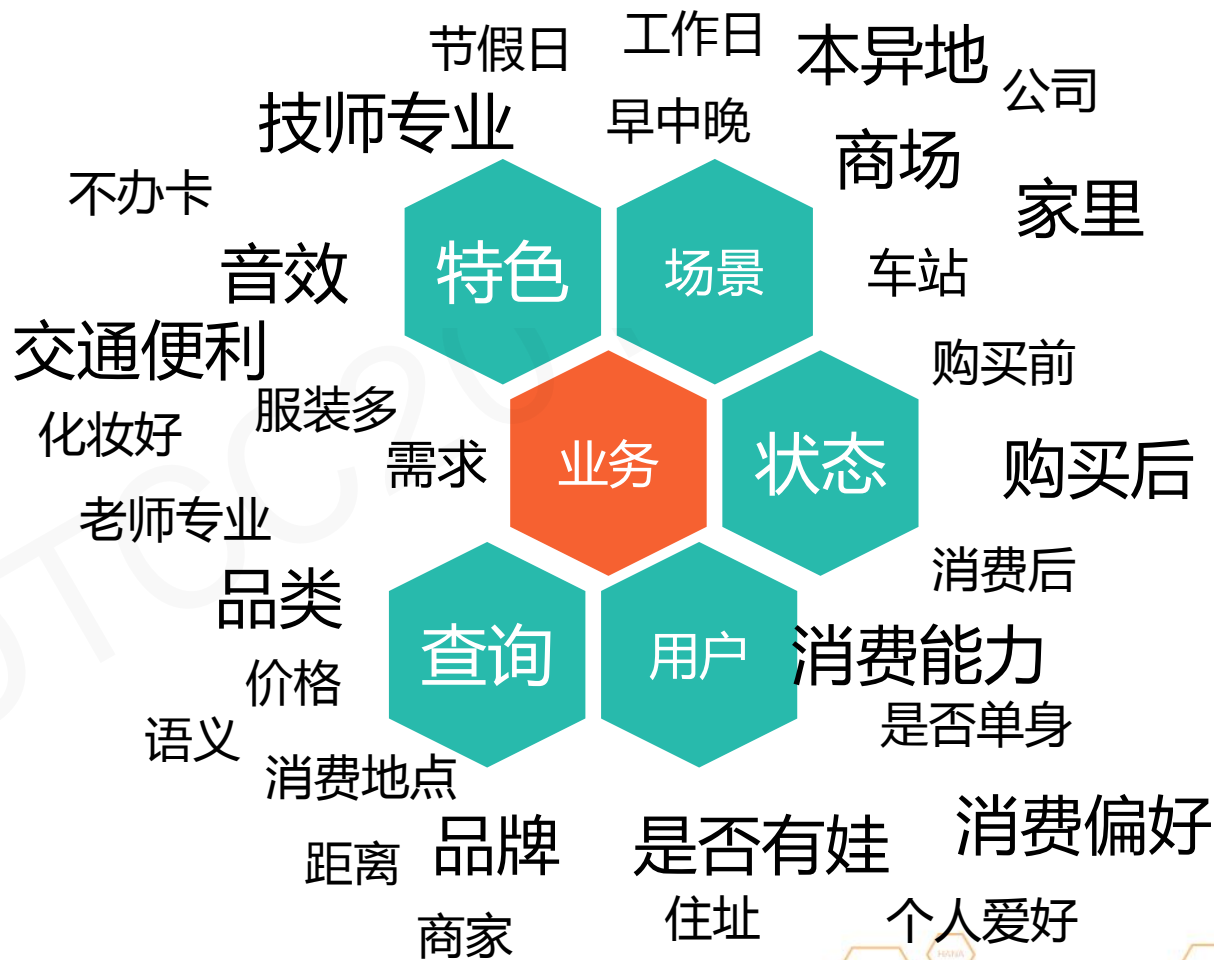 节假日
工作日
本异地
公司
技师专业
早中晚
商场
不办卡
家里
音效
特色
场景
车站
交通便利
购买前
化妆好
服装多
需求
业务
状态
购买后
老师专业
消费后
品类
查询
用户
消费能力
价格
是否单身
语义
消费地点
消费偏好
距离
品牌
是否有娃
商家
住址
个人爱好
HANA